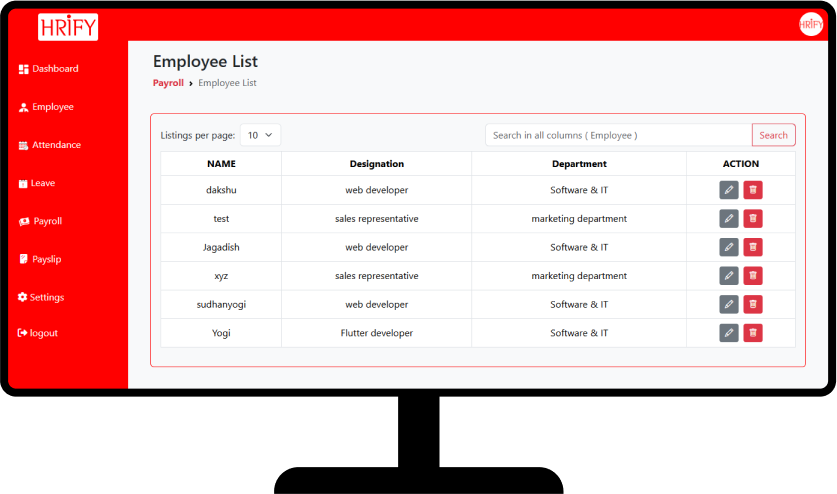 HRIFY
HRIFY
Dashboard
Employee
Attendance
Leave
Payroll
Payslip
Settings
logout
Employee List
Payroll › Employee List
Listings per page: 10
Search in all columns ( Employee ) Search
NAME Designation Department ACTION
dakshu web developer Software & IT
test sales representative marketing department
Jagadish web developer Software & IT
xyz sales representative marketing department
sudhanyogi web developer Software & IT
Yogi Flutter developer Software & IT